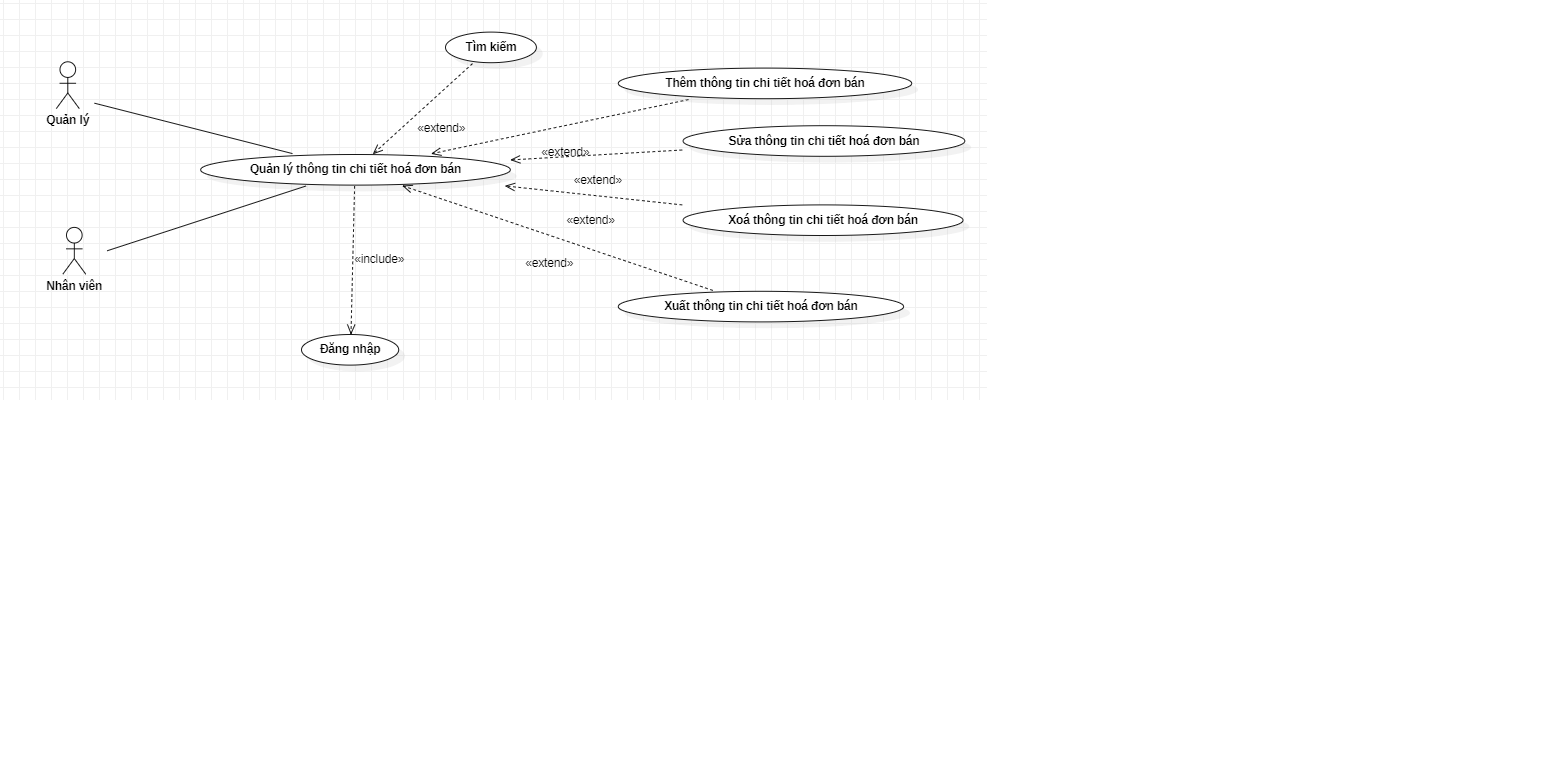 Tìm kiếm
Thêm thông tin chi tiết hoá đơn bán
Quản lý
«extend»
Sửa thông tin chi tiết hoá đơn bán
«extend»
Quản lý thông tin chi tiết hoá đơn bán
«extend»
«extend»
Xoá thông tin chi tiết hoá đơn bán
«include»
«extend»
Nhân viên
Xuất thông tin chi tiết hoá đơn bán
Đăng nhập